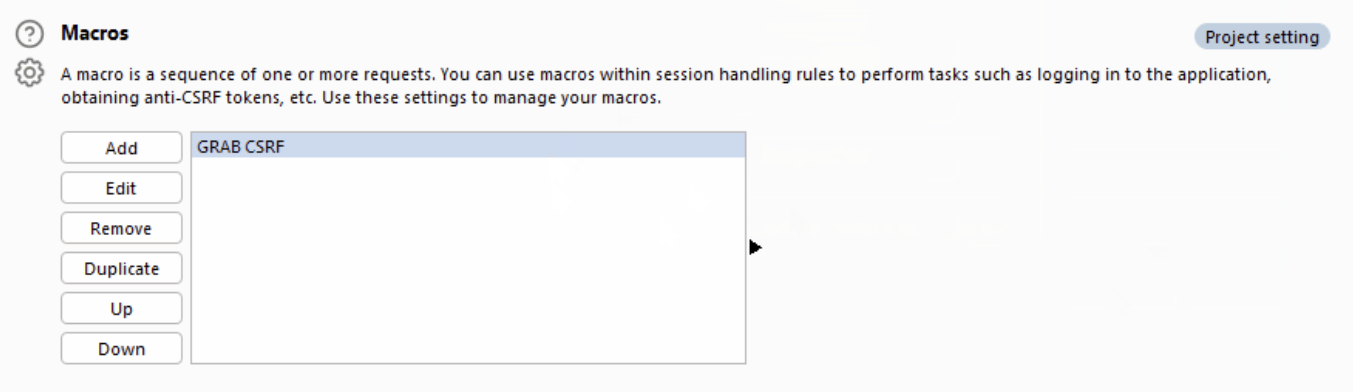 Macros
Project setting
A macro is a sequence of one or more requests. You can use macros within session handling rules to perform tasks such as logging in to the application,
obtaining anti-CSRF tokens, etc. Use these settings to manage your macros.
Add
GRAB CSRF
Edit
Remove
Duplicate
Up
Down